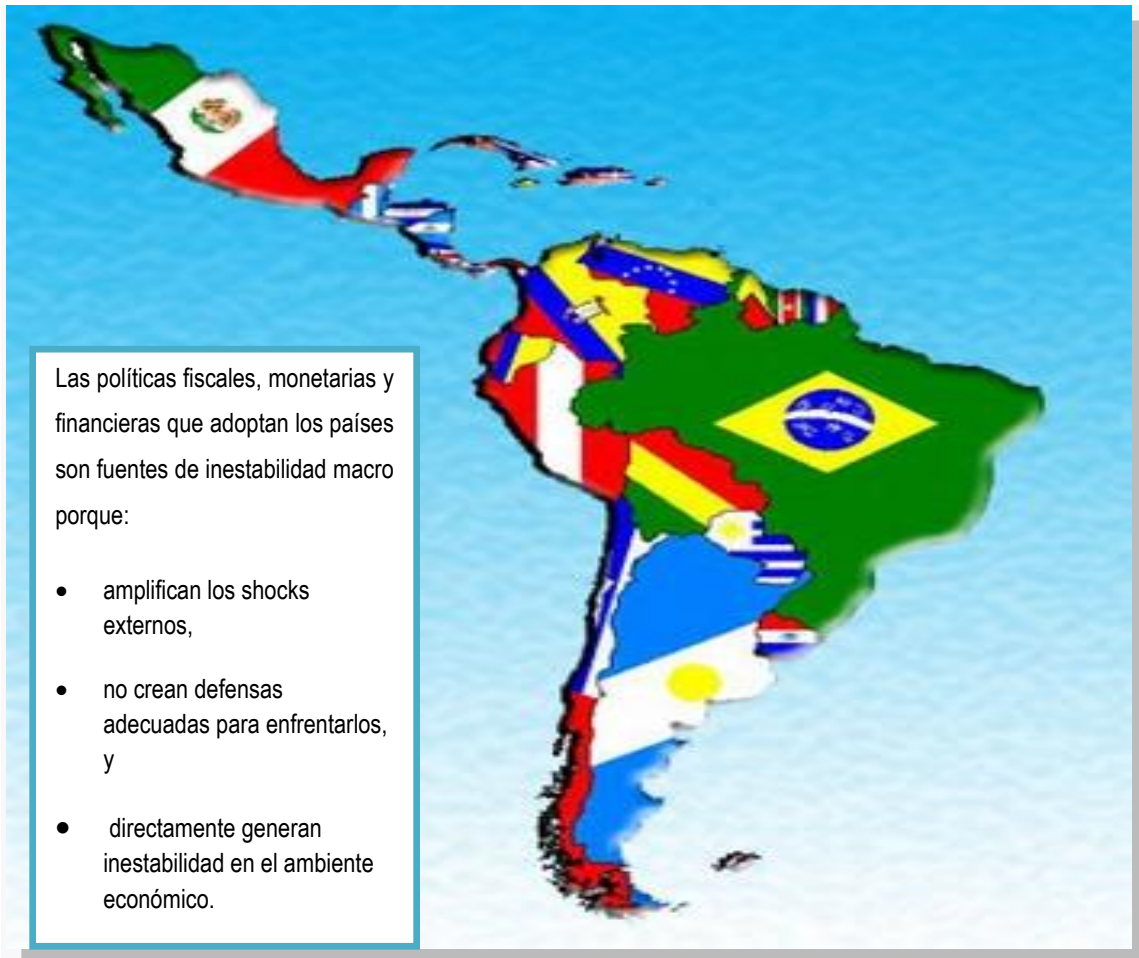 Las políticas fiscales, monetarias y
financieras que adoptan los países
son fuentes de inestabilidad macro
porque:
• amplifican los shocks
externos,
• no crean defensas
adecuadas para enfrentarlos,
y
• directamente generan
inestabilidad en el ambiente
económico.